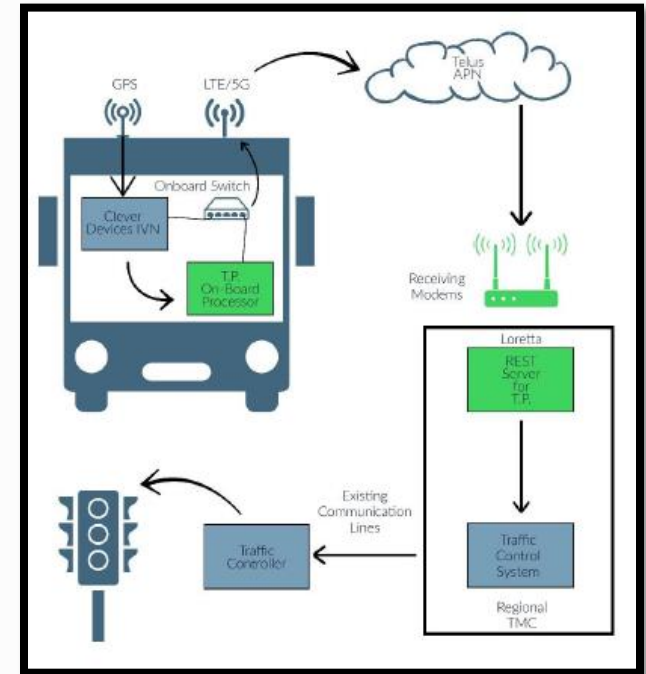 Telus
APN
GPS
LTE/5G
Onboard Switch
Clever
Devices IVN
T.P.
On-Board
Processor
Receiving
Modems
Loretta
REST
Server
for
T.P.
Existing
Communication
Lines
Traffic
Controller
Traffic
Control
System
Regional
TMC